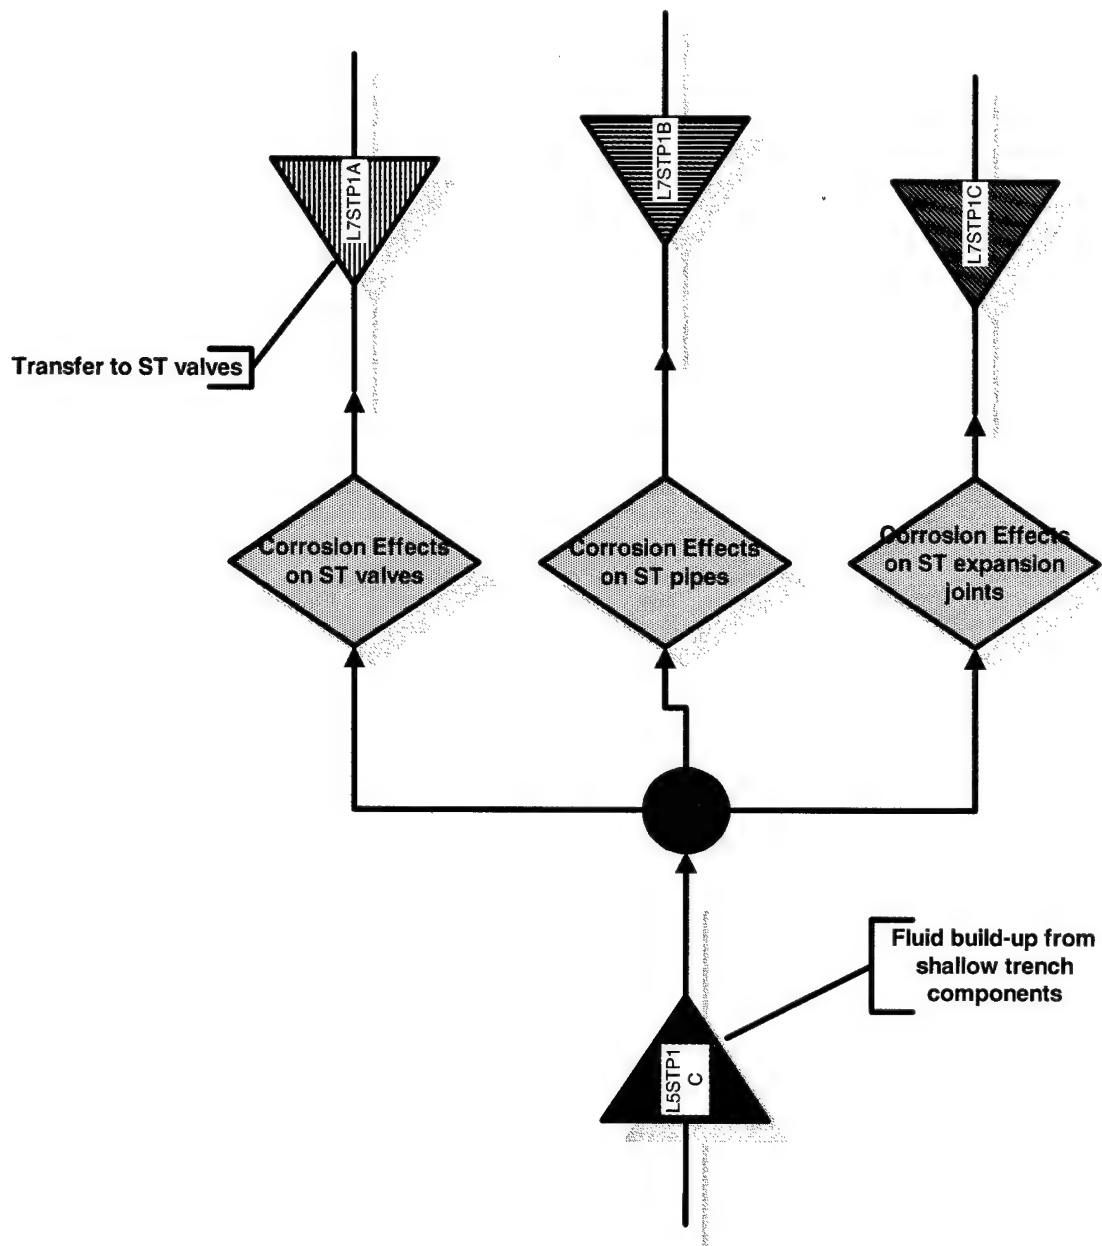 L7STP1A
L7STP1B
L7STP1C
Transfer to ST valves
Corrosion Effects
on ST valves
Corrosion Effects
on ST pipes
Corrosion Effects
on ST expansion
joints
Fluid build-up from
shallow trench
components
L5STP1
C